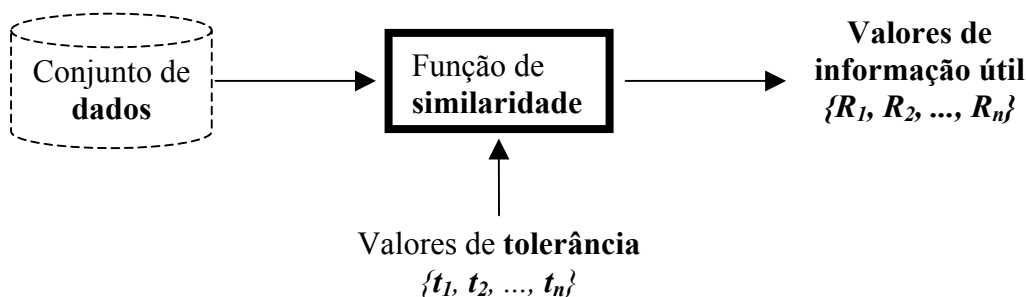 Conjunto de
dados
Função de
similaridade
Valores de
informação útil
{R1, R2, ..., Rn}
Valores de tolerância
{t1, t2, ..., tn}